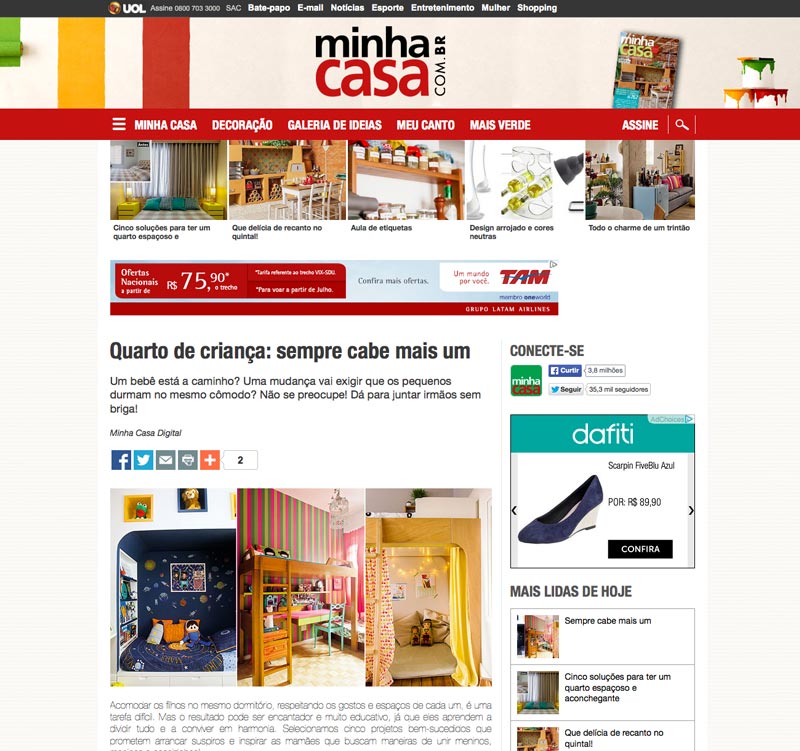 UOL Assine 0800 703 3000 SAC Bate-papo E-mail Notícias Esporte Entretenimento Mulher Shopping
minha
casa
COM.BR
minha
casa
MINHA CASA DECORAÇÃO GALERIA DE IDEIAS MEU CANTO MAIS VERDE ASSINE
Antes
Cinco soluções para ter um
quarto espaçoso e
Que delícia de recanto no
quintal!
Aula de etiquetas
Design arrojado e cores
neutras
Todo o charme de um trintão
Ofertas
Nacionais
a partir de
R$ 75,90*
o trecho
*Tarifa referente ao trecho VIX-SDU.
*Para voar a partir de Julho.
Confira mais ofertas.
Um mundo
por você.
TAM
membro oneworld
GRUPO LATAM AIRLINES
Quarto de criança: sempre cabe mais um
Um bebê está a caminho? Uma mudança vai exigir que os pequenos
durmam no mesmo cômodo? Não se preocupe! Dá para juntar irmãos sem
briga!
Minha Casa Digital
2
Acomodar os filhos no mesmo dormitório, respeitando os gostos e espaços de cada um, é uma
tarefa difícil. Mas o resultado pode ser encantador e muito educativo, já que eles aprendem a
dividir tudo e a conviver em harmonia. Selecionamos cinco projetos bem-sucedidos que
prometem arrancar suspiros e inspirar as mamães que buscam maneiras de unir meninos,
CONECTE-SE
minha
casa
Curtir 3,8 milhões
Seguir 35,3 mil seguidores
AdChoices
dafiti
Scarpin FiveBlu Azul
POR: R$ 89,90
CONFIRA
MAIS LIDAS DE HOJE
Sempre cabe mais um
Cinco soluções para ter um
quarto espaçoso e
aconchegante
Que delícia de recanto no
quintal!